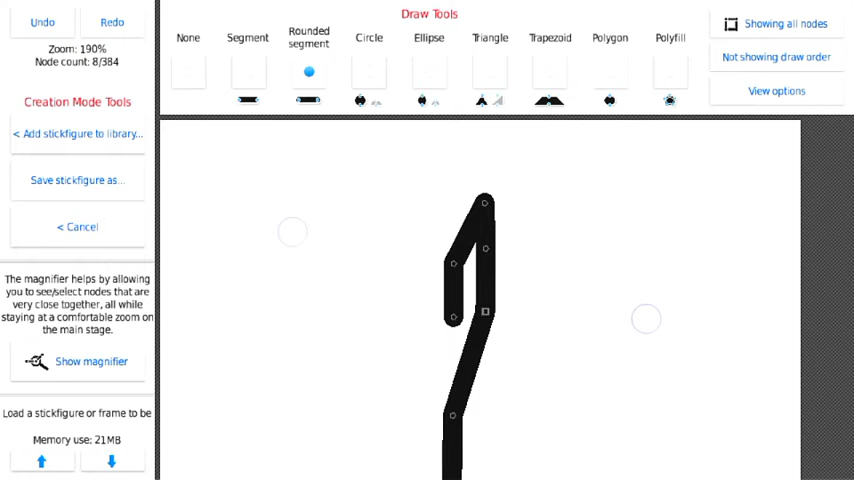 Undo
Redo
Zoom: 190%
Node count: 8/384
Creation Mode Tools
< Add stickfigure to library...
Save stickfigure as...
< Cancel
The magnifier helps by allowing
you to see/select nodes that are
very close together, all while
staying at a comfortable zoom on
the main stage.
Show magnifier
Load a stickfigure or frame to be
Memory use: 21MB
Draw Tools
None
Segment
Rounded
segment
Circle
Ellipse
Triangle
Trapezoid
Polygon
Polyfill
Showing all nodes
Not showing draw order
View options